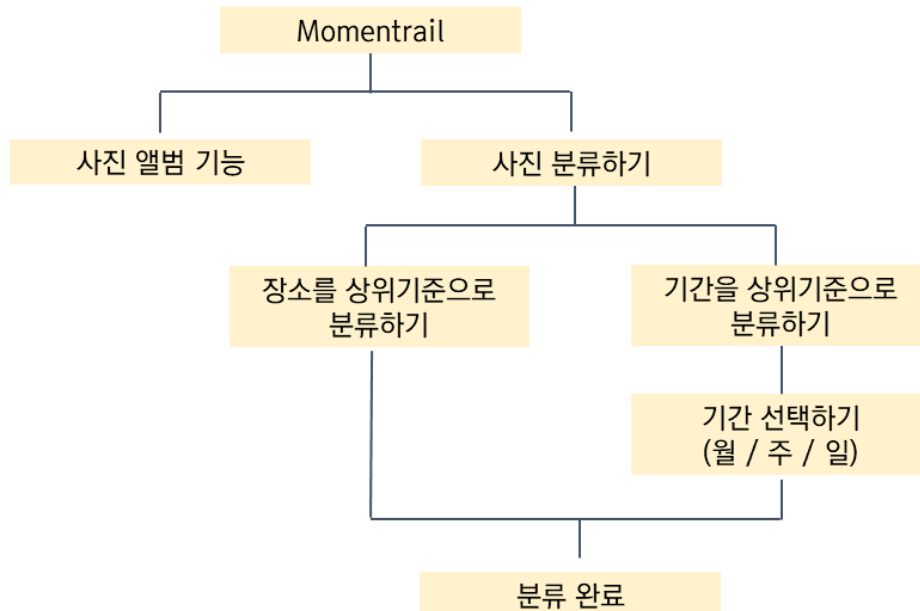 Momentrail
사진 앨범 기능
사진 분류하기
장소를 상위기준으로
분류하기
기간을 상위기준으로
분류하기
기간 선택하기
(월 / 주 / 일)
분류 완료